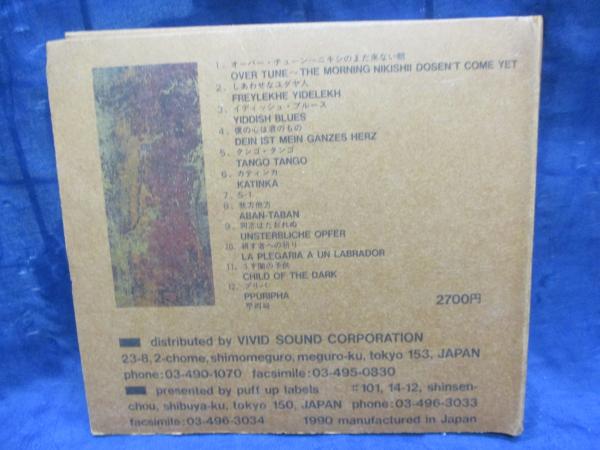 1. オーバー・チューン〜ニキシのまだ来ない朝
OVER TUNE〜THE MORNING NIKISHII DOSEN'T COME YET
2. しあわせなユダヤ人
FREYLEKHE YIDELEKH
3. イディッシュ・ブルース
YIDDISH BLUES
4. 僕の心は君のもの
DEIN IST MEIN GANZES HERZ
5. タンゴ・タンゴ
TANGO TANGO
6. カティンカ
KATINKA
7. S-1
8.
ABAN-TABAN
9. 同志はたおれぬ
UNSTERBLICHE OPFER
10. 耕す者への祈り
LA PLEGARIA A UN LABRADOR
11. うす闇の子供
CHILD OF THE DARK
12. プリパ
PPURIPHA
2700円
distributed by VIVID SOUND CORPORATION
23-8, 2-chome, shimomeguro, meguro-ku, tokyo 153, JAPAN
phone:03-490-1070 facsimile:03-495-0830
presented by puff up labels #101, 14-12, shinsen-
chou, shibuya-ku, tokyo 150, JAPAN phone:03-496-3033
facsimile:03-496-3034 1990 manufactured in Japan